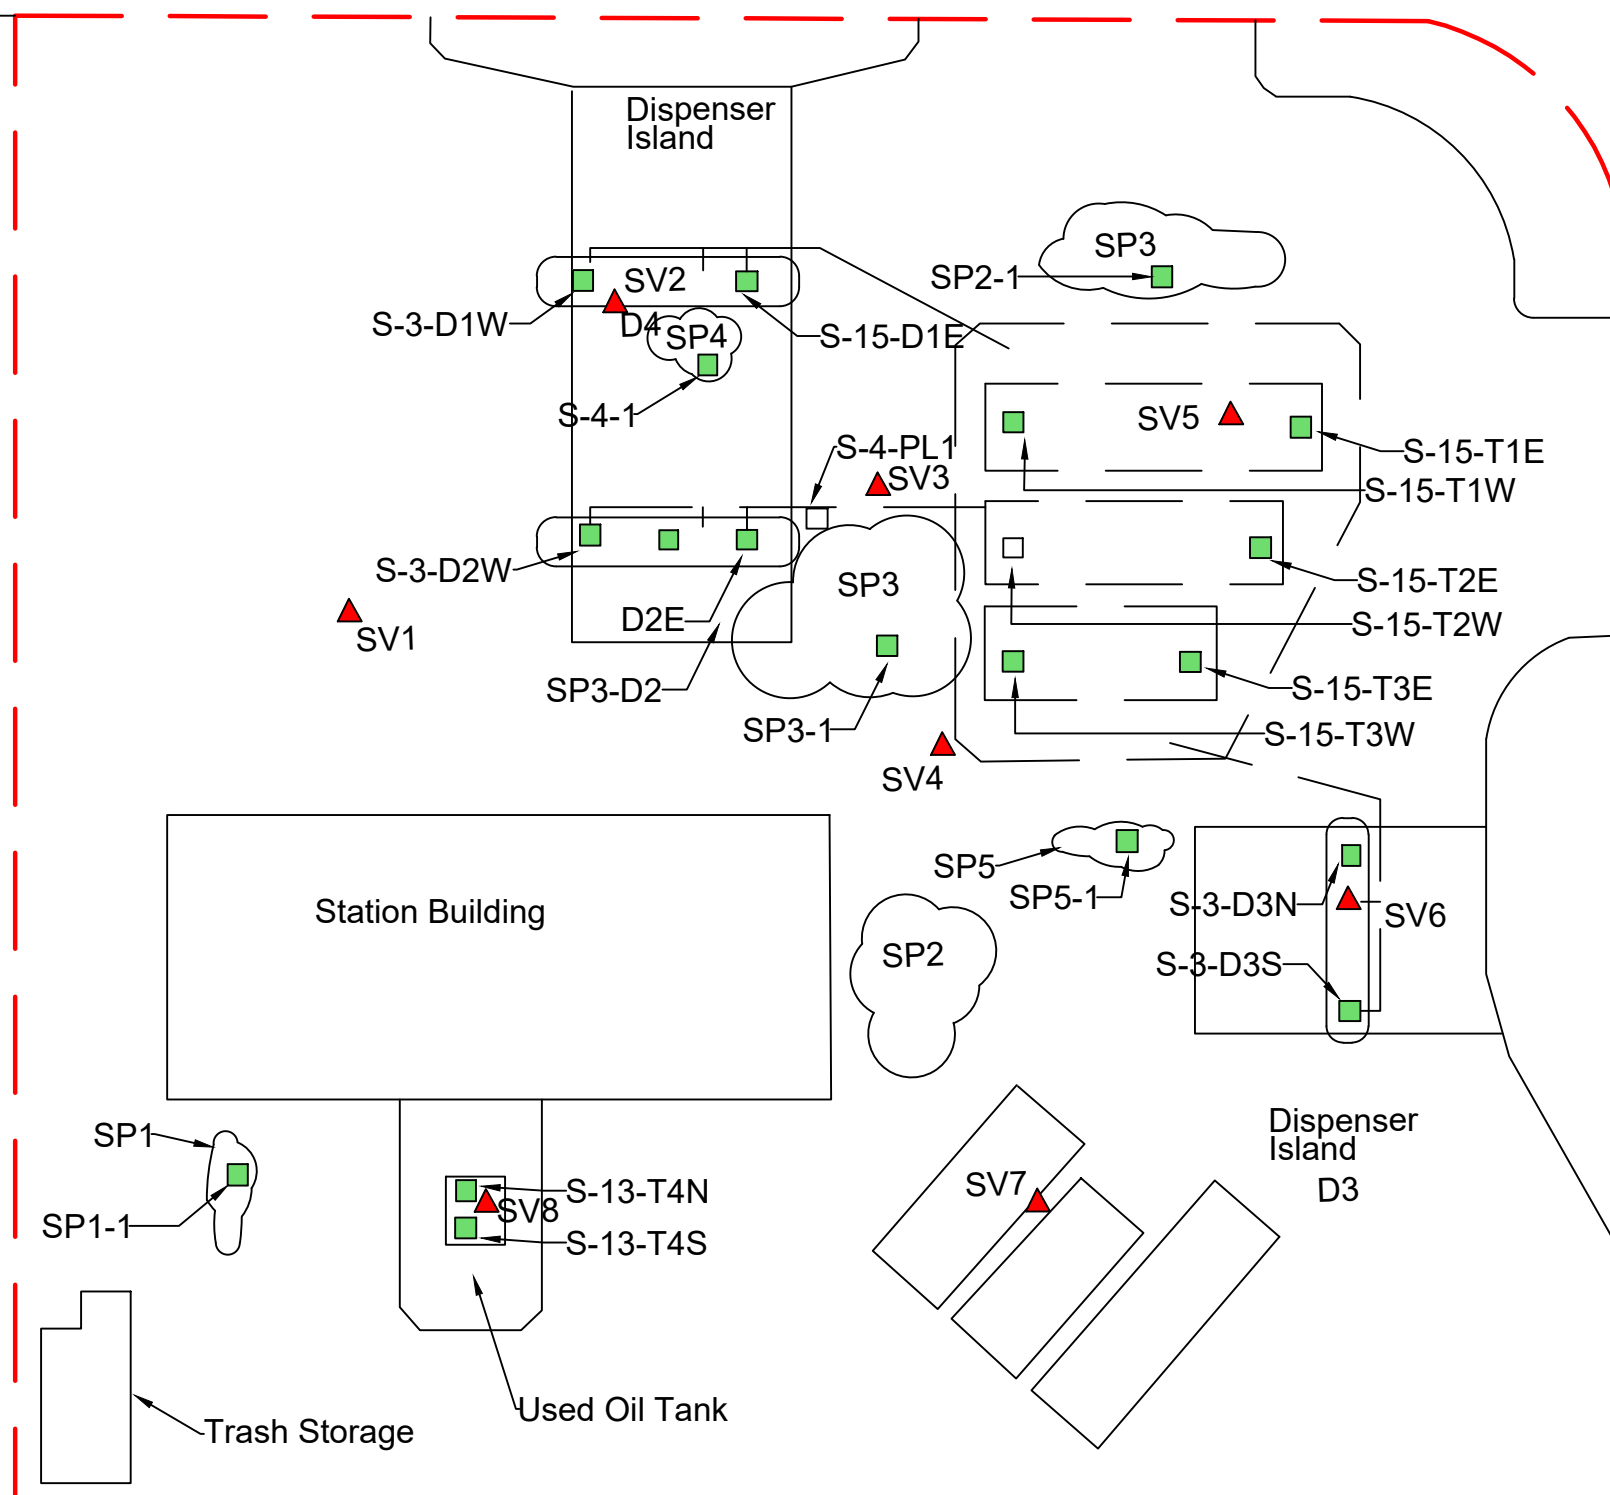 Dispenser
Island
SP3
SP2-1
SV2
S-3-D1W
D4
SP4
S-15-D1E
S-4-1
SV5
S-4-PL1
S-15-T1E
SV3
S-15-T1W
S-3-D2W
SP3
S-15-T2E
D2E
S-15-T2W
SV1
SP3-D2
S-15-T3E
SP3-1
S-15-T3W
SV4
SP5
SP5-1
S-3-D3N
SV6
Station Building
SP2
S-3-D3S
Dispenser
Island
D3
SP1
SV7
S-13-T4N
SV8
SP1-1
S-13-T4S
Used Oil Tank
Trash Storage